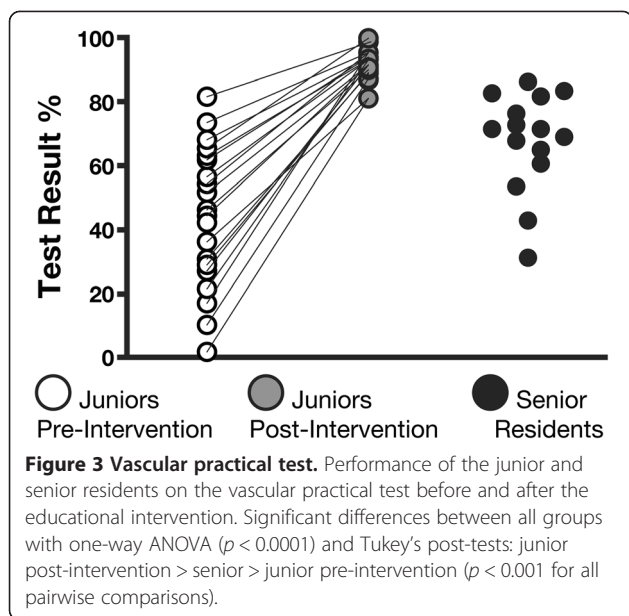 100
80
60
40
20
0
Test Result %
Juniors Pre-Intervention
Juniors Post-Intervention
Senior Residents
Figure 3 Vascular practical test. Performance of the junior and
senior residents on the vascular practical test before and after the
educational intervention. Significant differences between all groups
with one-way ANOVA (p < 0.0001) and Tukey's post-tests: junior
post-intervention > senior > junior pre-intervention (p < 0.001 for all
pairwise comparisons).